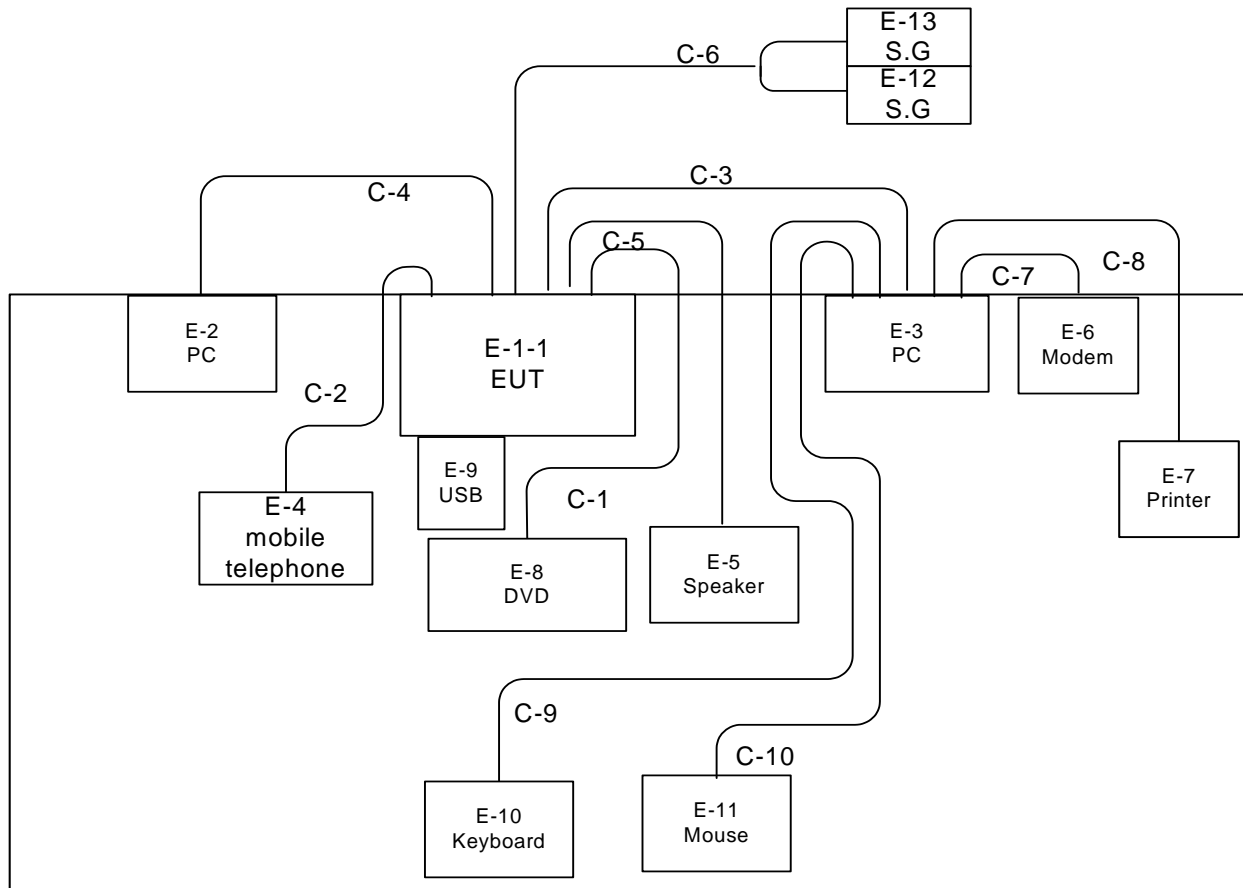 E-13
S.G
C-6
E-12
S.G
C-4
C-3
C-5
C-7
C-8
E-2
PC
E-1-1
EUT
E-3
PC
E-6
Modem
C-2
E-9
USB
E-7
Printer
C-1
E-4
mobile
telephone
E-8
DVD
E-5
Speaker
C-9
C-10
E-10
Keyboard
E-11
Mouse